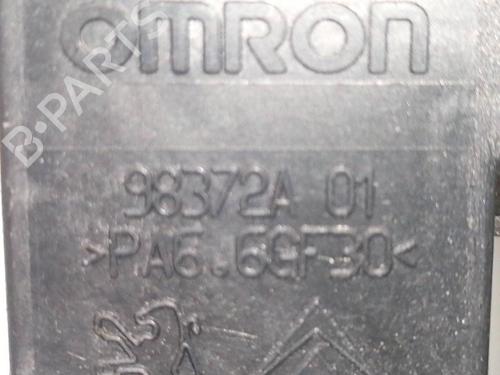 omron
B-PARTS
98372A 01
>PA6.6GF30<